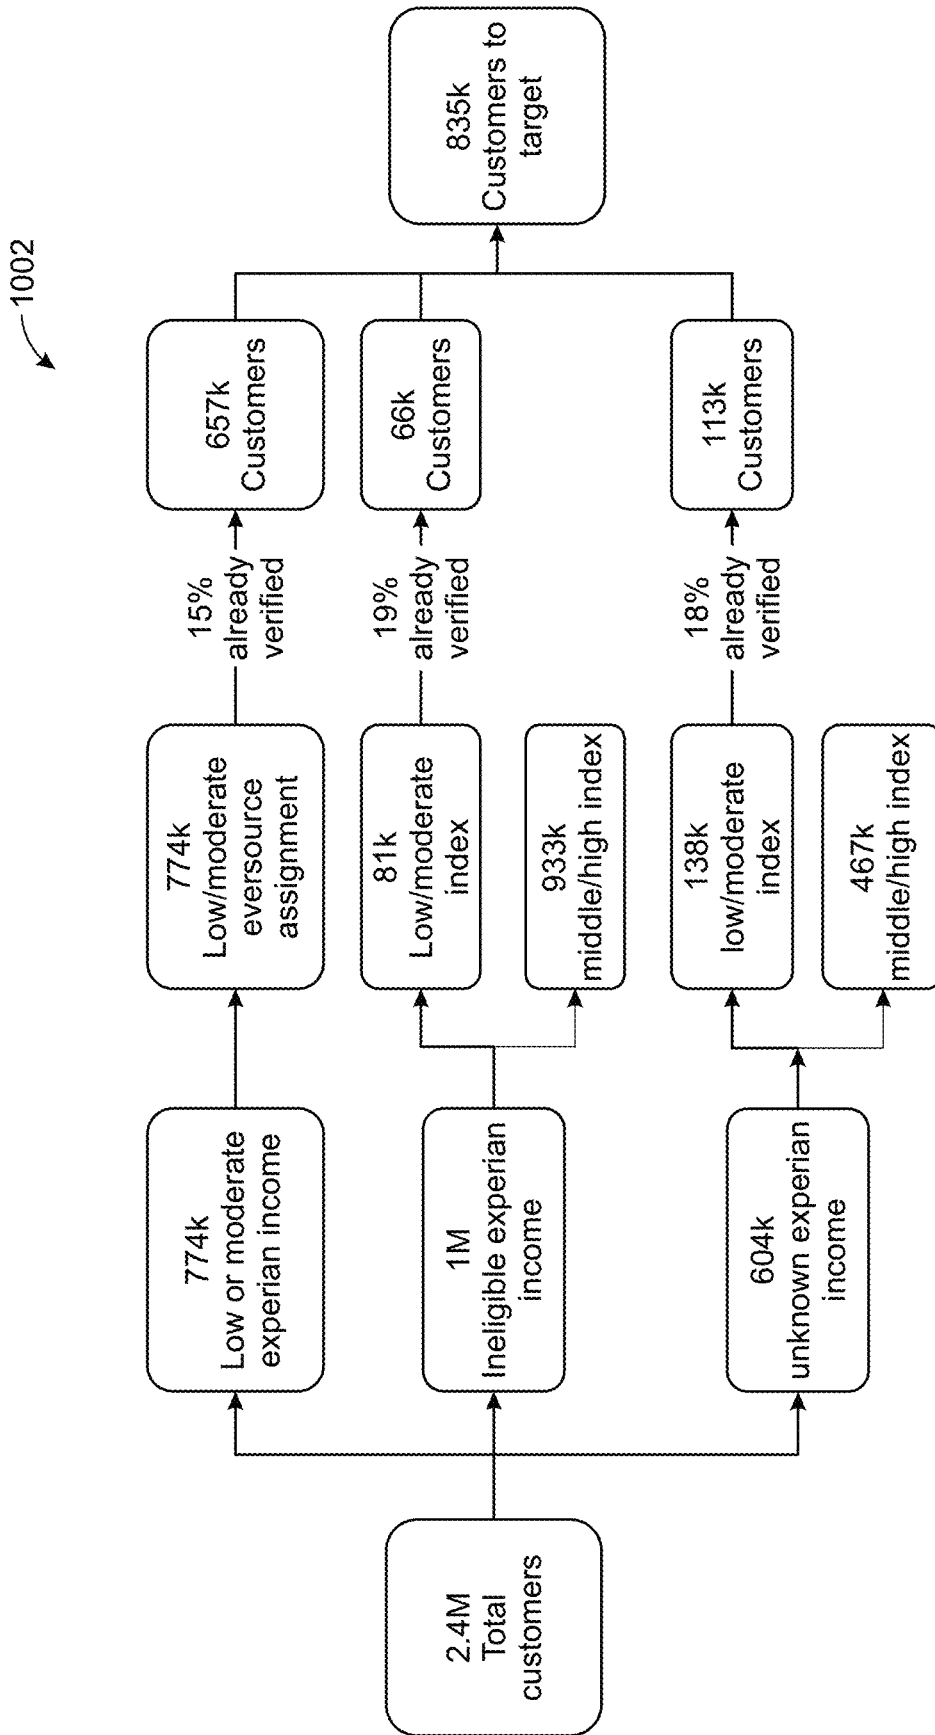 1002
2.4M
Total
customers
774k
Low or moderate
experian income
1M
Ineligible experian
income
604k
unknown experian
income
774k
Low/moderate
eversource
assignment
81k
Low/moderate
index
933k
middle/high index
138k
low/moderate
index
467k
middle/high index
15%
already
verified
19%
already
verified
18%
already
verified
657k
Customers
66k
Customers
113k
Customers
835k
Customers to
target